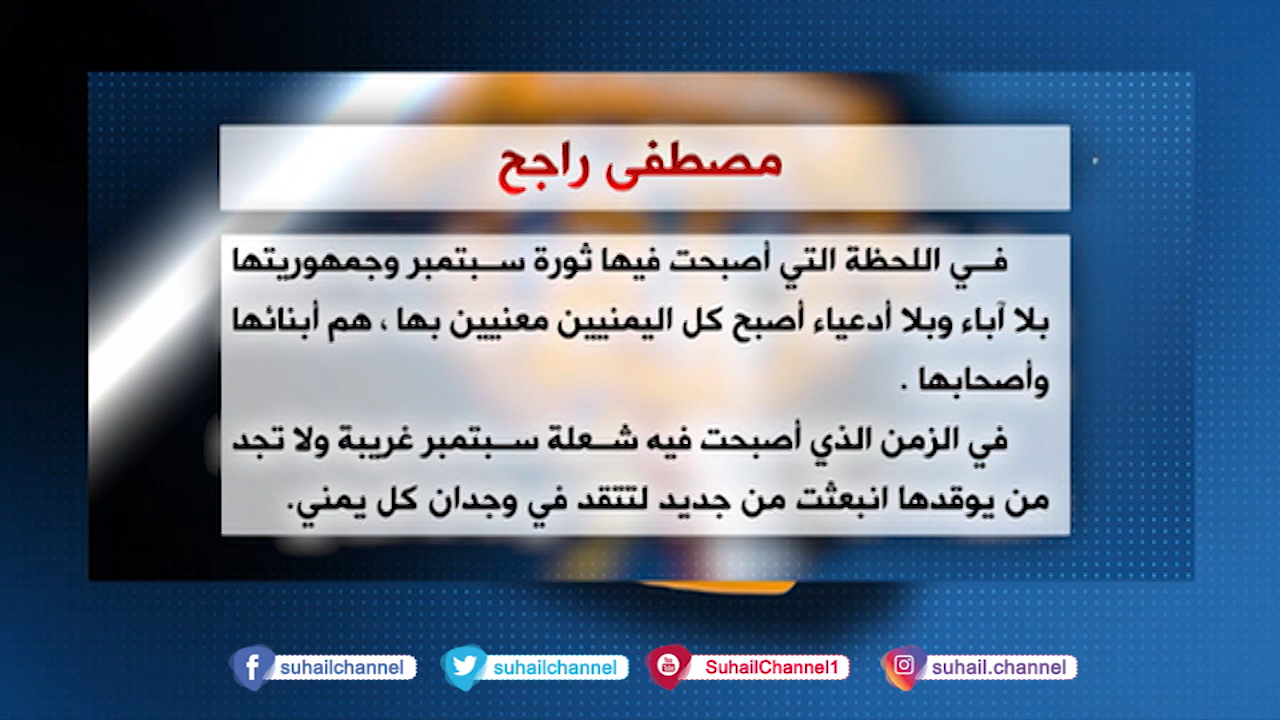 مصطفى راجح
في اللحظة التي أصبحت فيها ثورة سبتمبر وجمهوريتها
بلا آباء وبلا أدعياء أصبح كل اليمنيين معنيين بها ، هم أبنائها
وأصحابها .
في الزمن الذي أصبحت فيه شعلة سبتمبر غريبة ولا تجد
من يوقدها انبعثت من جديد لتتقد في وجدان كل يمني.
suhailchannel
suhailchannel
SuhailChannel1
suhail.channel